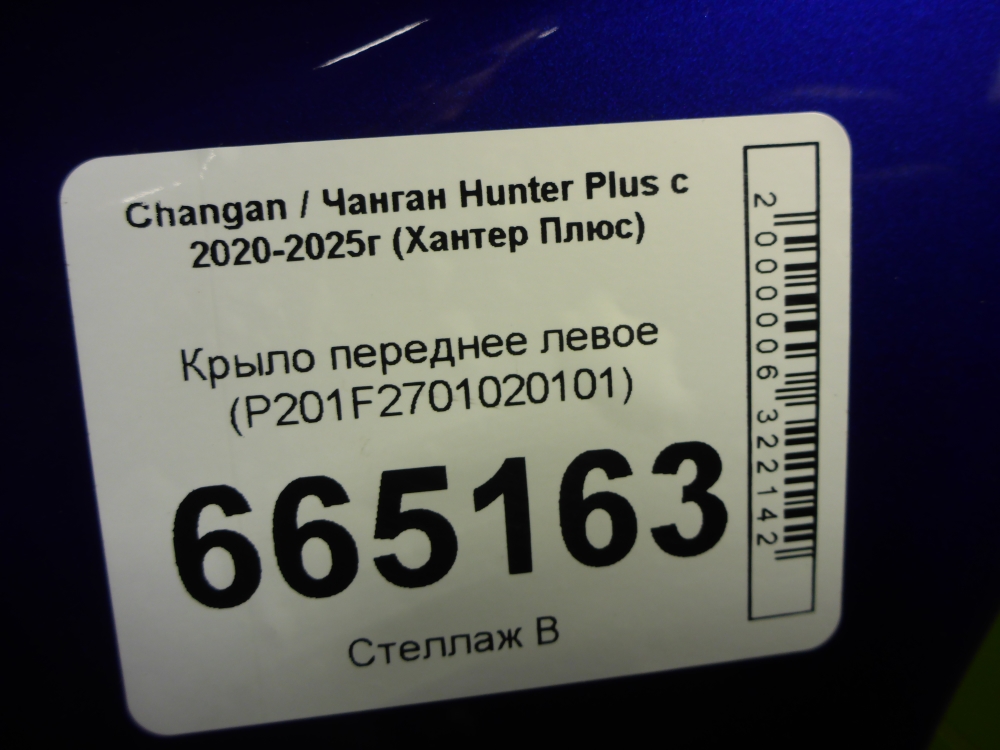 Changan / Чанган Hunter Plus с
2020-2025г (Хантер Плюс)
Крыло переднее левое
(P201F2701020101)
665163
Стеллаж В
2000006322142